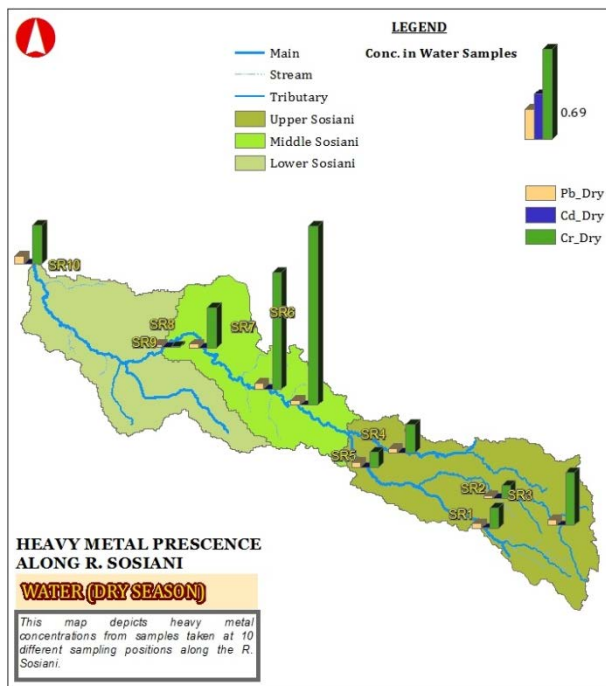 LEGEND
Main
Stream
Tributary
Upper Sosiani
Middle Sosiani
Lower Sosiani
Conc. in Water Samples
0.69
Pb_Dry
Cd_Dry
Cr_Dry
SR10
SR9
SR8
SR7
SR6
SR5
SR4
SR2
SR3
SR1
HEAVY METAL PRESCENCE
ALONG R. SOSIANI
WATER (DRY SEASON)
This map depicts heavy metal
concentrations from samples taken at 10
different sampling positions along the R.
Sosiani.